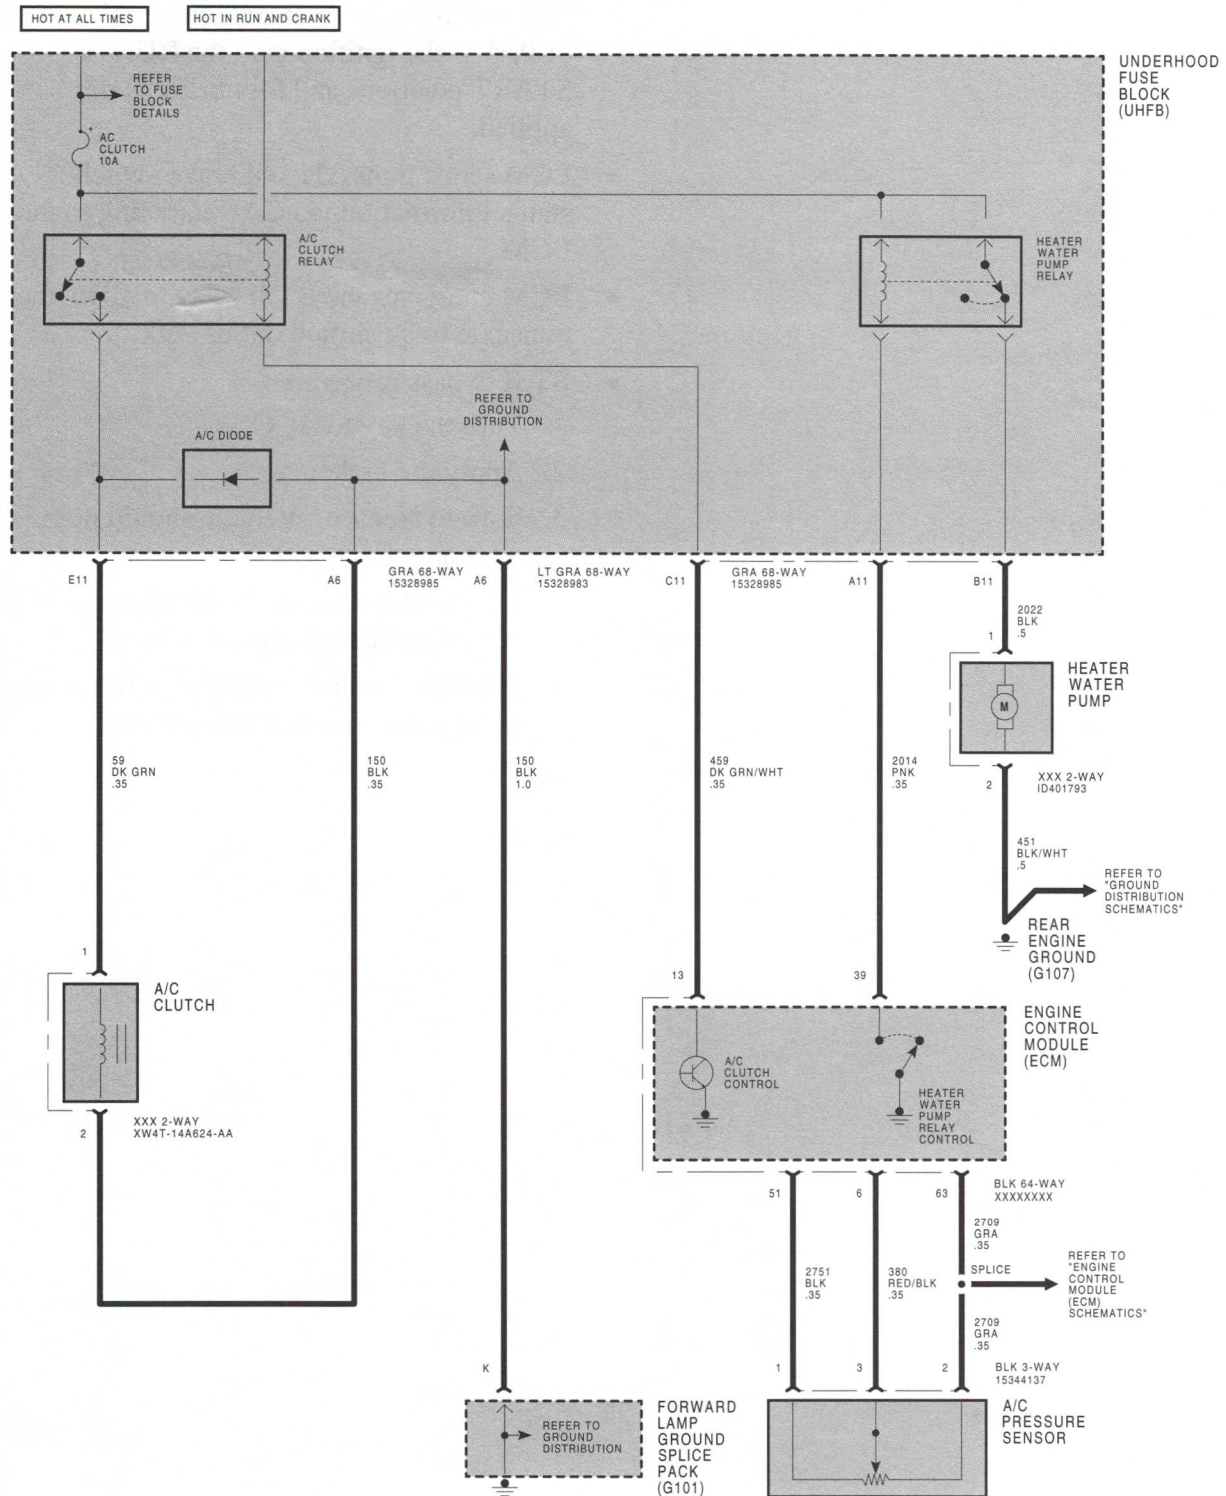 HOT AT ALL TIMES
HOT IN RUN AND CRANK
UNDERHOOD
FUSE
BLOCK
(UHFB)
REFER
TO FUSE
BLOCK
DETAILS
AC
CLUTCH
10A
A/C
CLUTCH
RELAY
HEATER
WATER
PUMP
RELAY
REFER TO
GROUND
DISTRIBUTION
A/C DIODE
E11
A6
GRA 68-WAY
15328985
A6
LT GRA 68-WAY
15328983
C11
GRA 68-WAY
15328985
A11
B11
2022
BLK
.5
1
HEATER
WATER
PUMP
M
2
XXX 2-WAY
ID401793
59
DK GRN
.35
150
BLK
.35
150
BLK
1.0
459
DK GRN/WHT
.35
2014
PNK
.35
451
BLK/WHT
.5
REFER TO
"GROUND
DISTRIBUTION
SCHEMATICS"
REAR
ENGINE
GROUND
(G107)
1
A/C
CLUTCH
2
XXX 2-WAY
XW4T-14A624-AA
13
39
ENGINE
CONTROL
MODULE
(ECM)
A/C
CLUTCH
CONTROL
HEATER
WATER
PUMP
RELAY
CONTROL
51
6
63
BLK 64-WAY
XXXXXXXX
2709
GRA
.35
2751
BLK
.35
380
RED/BLK
.35
SPLICE
REFER TO
"ENGINE
CONTROL
MODULE
(ECM)
SCHEMATICS"
2709
GRA
.35
K
1
3
2
BLK 3-WAY
15344137
REFER TO
GROUND
DISTRIBUTION
FORWARD
LAMP
GROUND
SPLICE
PACK
(G101)
A/C
PRESSURE
SENSOR